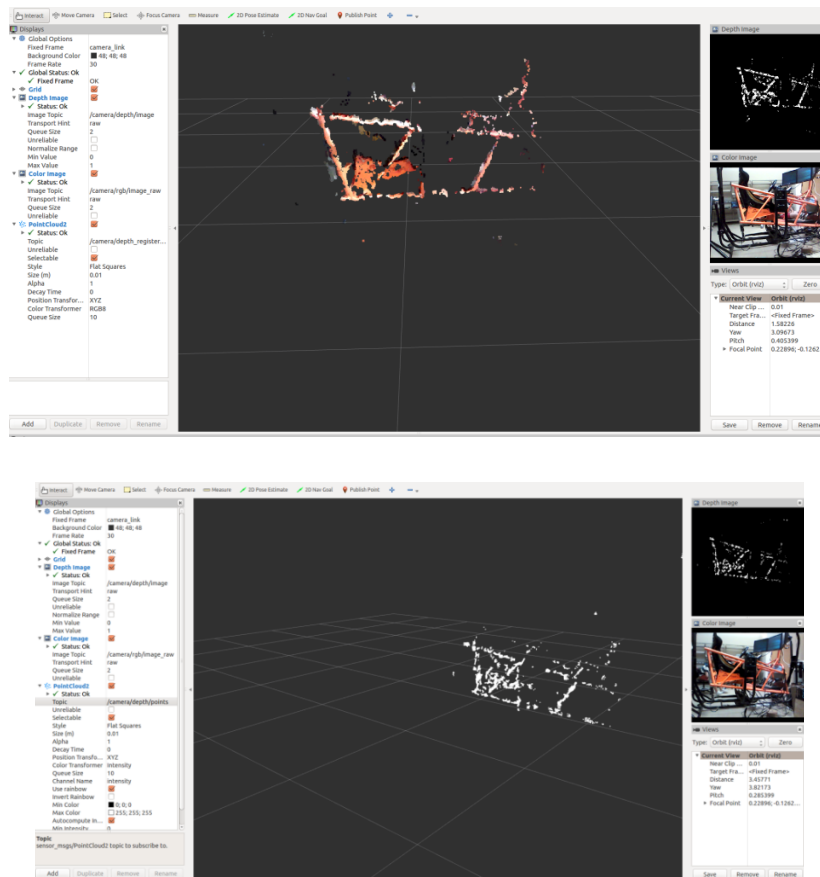 Interact Move Camera Select Focus Camera Measure 2D Pose Estimate 2D Nav Goal Publish Point
Displays
Global Options
Fixed Frame camera_link
Background Color 48; 48; 48
Frame Rate 30
Global Status: Ok
Fixed Frame OK
Grid
Depth Image
Status: Ok
Image Topic /camera/depth/image
Transport Hint raw
Queue Size 2
Unreliable
Normalize Range
Min Value 0
Max Value 1
Color Image
Status: Ok
Image Topic /camera/rgb/image_raw
Transport Hint raw
Queue Size 2
Unreliable
PointCloud2
Status: Ok
Topic /camera/depth_register...
Unreliable
Selectable
Style Flat Squares
Size (m) 0.01
Alpha 1
Decay Time 0
Position Transfor... XYZ
Color Transformer RGB8
Queue Size 10
Add Duplicate Remove Rename
Depth Image
Color Image
Views
Type: Orbit (rviz) Zero
Current View Orbit (rviz)
Near Clip ... 0.01
Target Fra... <Fixed Frame>
Distance 1.58226
Yaw 3.09673
Pitch 0.405399
Focal Point 0.22896; -0.1262
Save Remove Rename
Interact Move Camera Select Focus Camera Measure 2D Pose Estimate 2D Nav Goal Publish Point
Displays
Global Options
Fixed Frame camera_link
Background Color 48; 48; 48
Frame Rate 30
Global Status: Ok
Fixed Frame OK
Grid
Depth Image
Status: Ok
Image Topic /camera/depth/image
Transport Hint raw
Queue Size 2
Unreliable
Normalize Range
Min Value 0
Max Value 1
Color Image
Status: Ok
Image Topic /camera/rgb/image_raw
Transport Hint raw
Queue Size 2
Unreliable
PointCloud2
Status: Ok
Topic /camera/depth/points
Unreliable
Selectable
Style Flat Squares
Size (m) 0.01
Alpha 1
Decay Time 0
Position Transfo... XYZ
Color Transformer Intensity
Queue Size 10
Channel Name intensity
Use rainbow
Invert Rainbow
Min Color 0; 0; 0
Max Color 255; 255; 255
Autocompute In...
Min Intensity 0
Topic
sensor_msgs/PointCloud2 topic to subscribe to.
Add Duplicate Remove Rename
Depth Image
Color Image
Views
Type: Orbit (rviz) Zero
Current View Orbit (rviz)
Near Clip ... 0.01
Target Fra... <Fixed Frame>
Distance 3.45771
Yaw 3.82173
Pitch 0.285399
Focal Point 0.22896; -0.1262...
Save Remove Rename